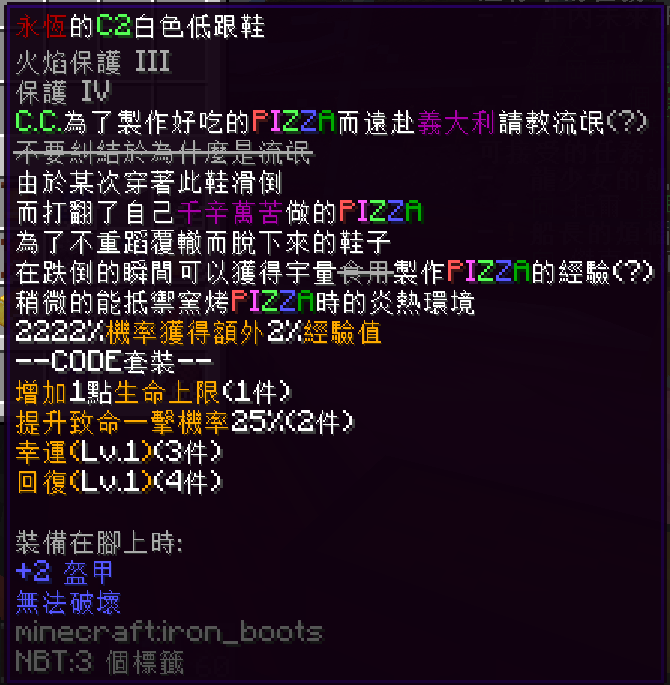 永恆的C2白色低跟鞋
火焰保護 III
保護 IV
C.C.為了製作好吃的PIZZA而遠赴義大利請教流氓(?)
不要糾結於為什麼是流氓
由於某次穿著此鞋滑倒
而打翻了自己千辛萬苦做的PIZZA
為了不重蹈覆轍而脫下來的鞋子
在跌倒的瞬間可以獲得宇量食用製作PIZZA的經驗(?)
稍微的能抵禦窯烤PIZZA時的炎熱環境
2222%機率獲得額外2%經驗值
--CODE套裝--
增加1點生命上限(1件)
提升致命一擊機率25%(2件)
幸運(Lv.1)(3件)
回復(Lv.1)(4件)
裝備在腳上時:
+2 盔甲
無法破壞
minecraft:iron_boots
NBT:3 個標籤